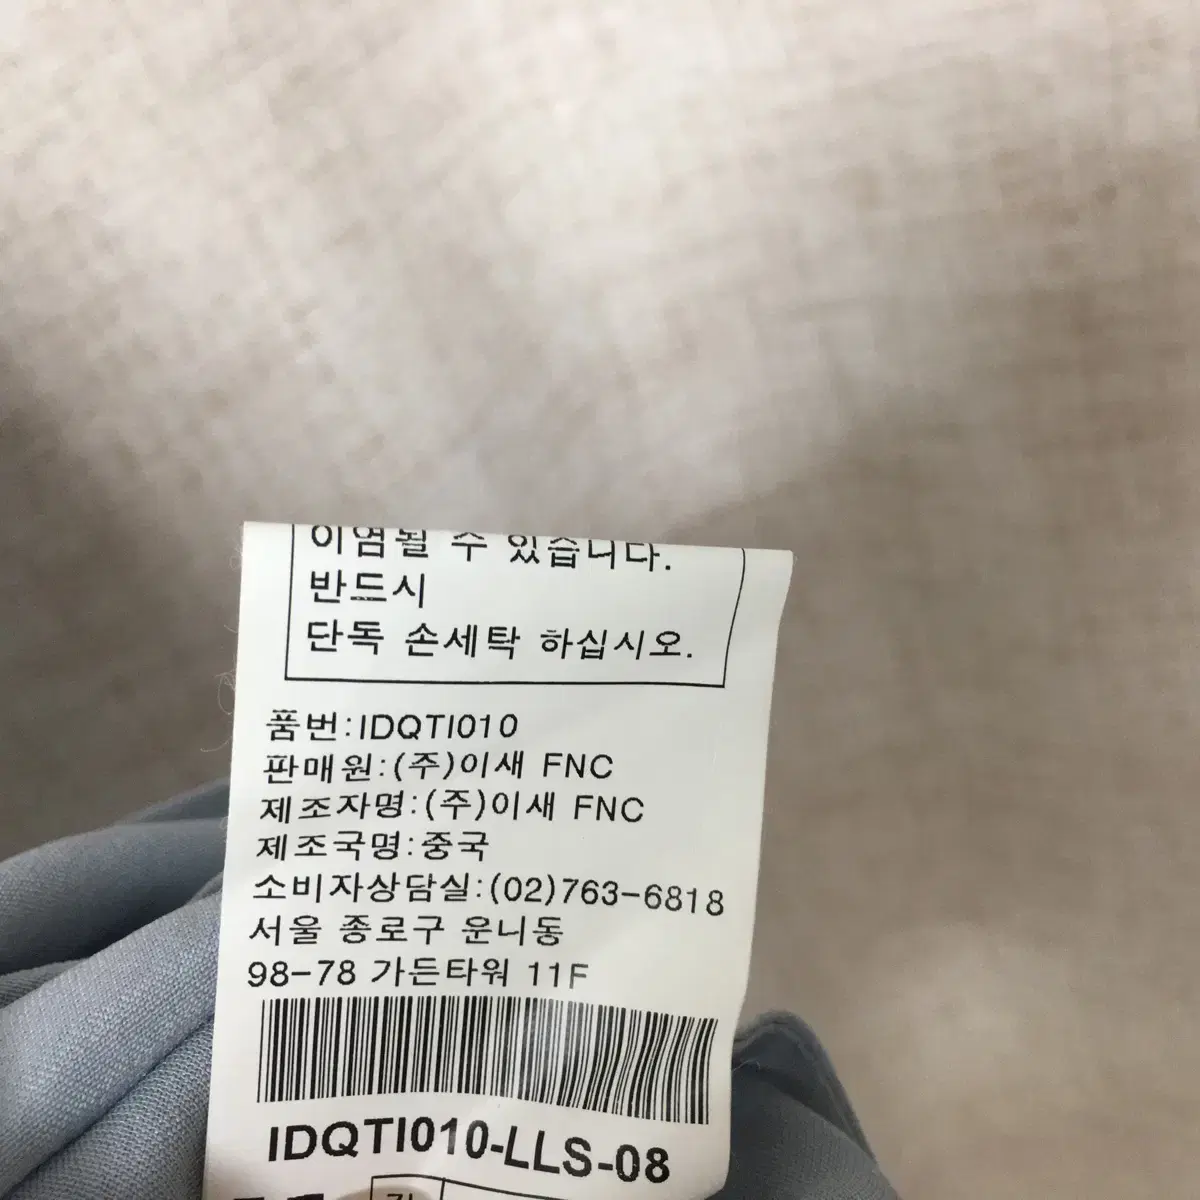 이염될 수 있습니다.
반드시
단독 손세탁 하십시오.
품번:IDQTI010
판매원:(주)이새 FNC
제조자명:(주)이새 FNC
제조국명:중국
소비자상담실:(02)763-6818
서울 종로구 운니동
98-78 가든타워 11F
IDQTI010-LLS-08